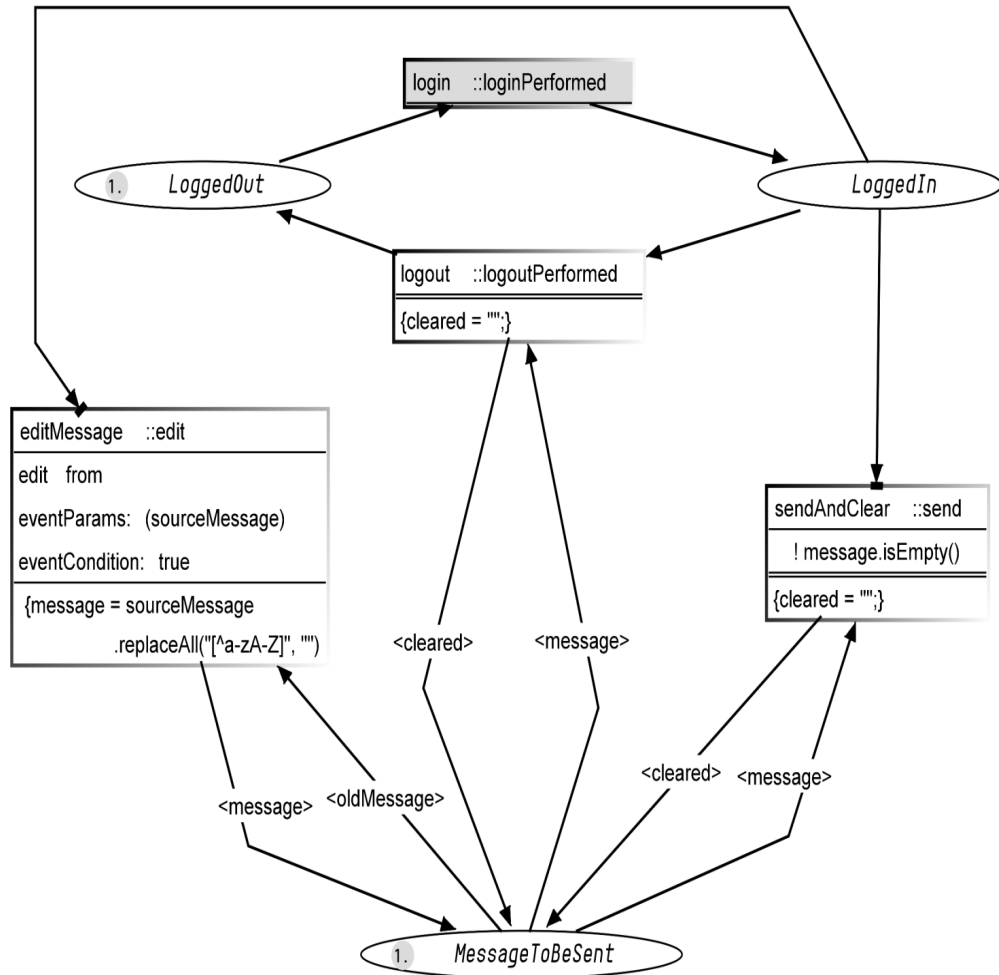 login ::loginPerformed
1. LoggedOut
LoggedIn
logout ::logoutPerformed
{cleared = "";}
editMessage ::edit
edit from
eventParams: (sourceMessage)
eventCondition: true
{message = sourceMessage
.replaceAll("[^a-zA-Z]", "")
sendAndClear ::send
! message.isEmpty()
{cleared = "";}
<cleared>
<message>
<message>
<oldMessage>
<cleared>
<message>
1. MessageToBeSent